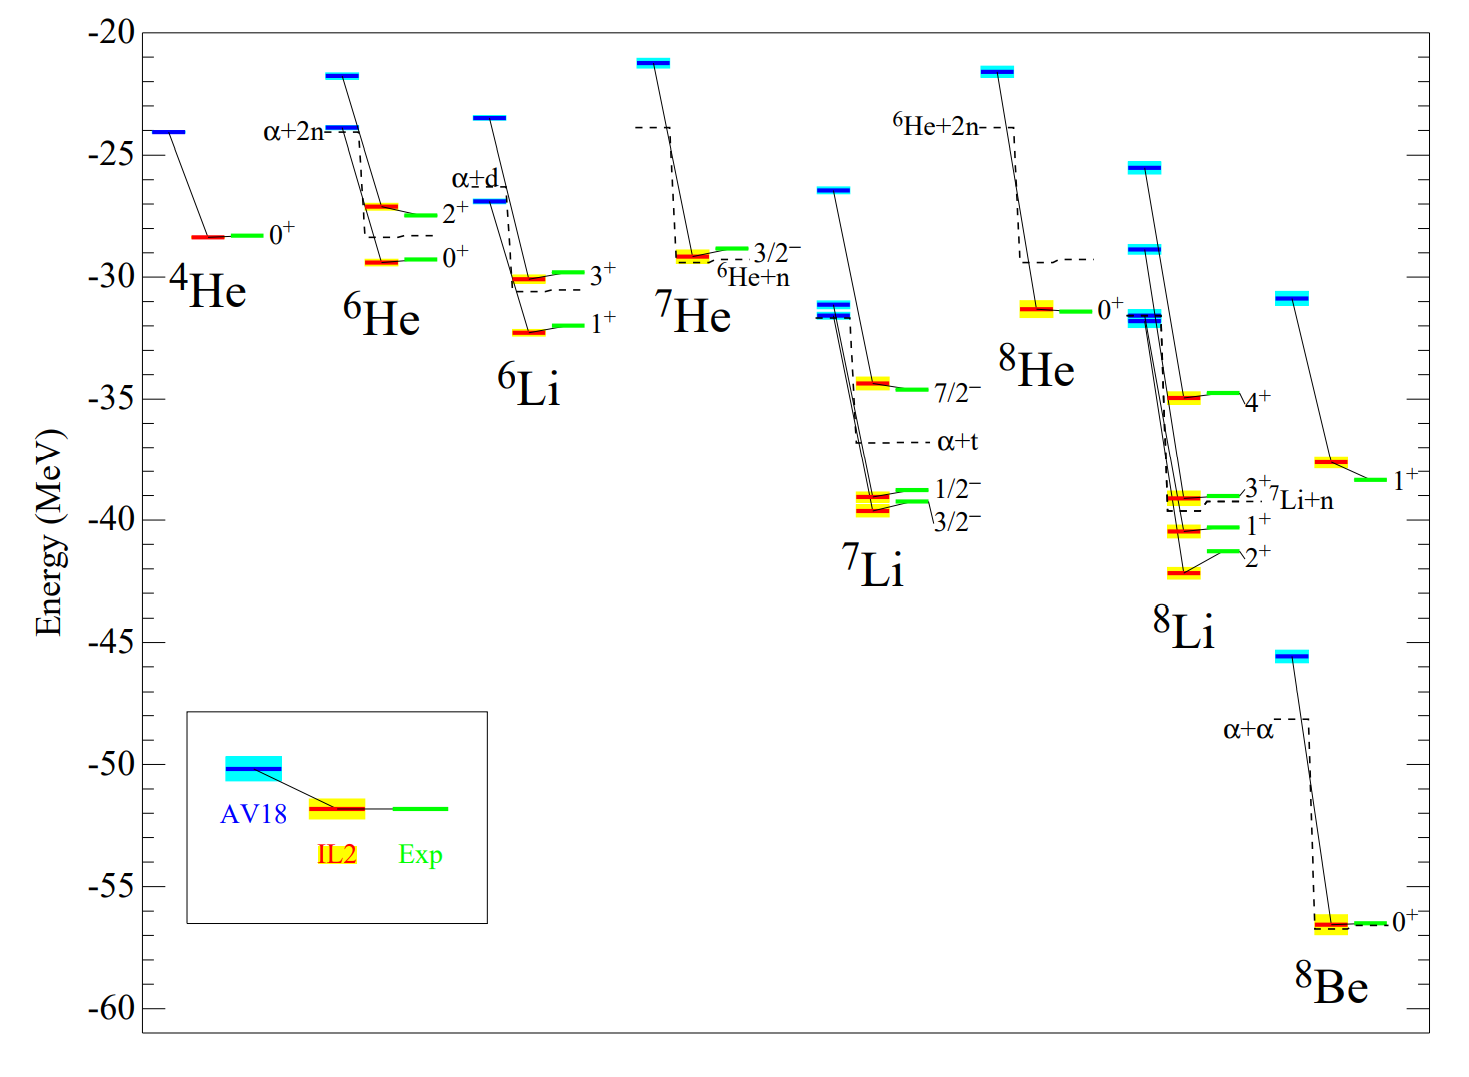 Energy (MeV)
-20
-25
-30
-35
-40
-45
-50
-55
-60
0⁺
⁴He
α+2n
2⁺
0⁺
⁶He
α+d
3⁺
1⁺
⁶Li
3/2⁻
⁶He+n
⁷He
7/2⁻
α+t
1/2⁻
3/2⁻
⁷Li
⁶He+2n
0⁺
⁸He
4⁺
3⁺
⁷Li+n
1⁺
2⁺
⁸Li
1⁺
α+α
0⁺
⁸Be
AV18
IL2
Exp